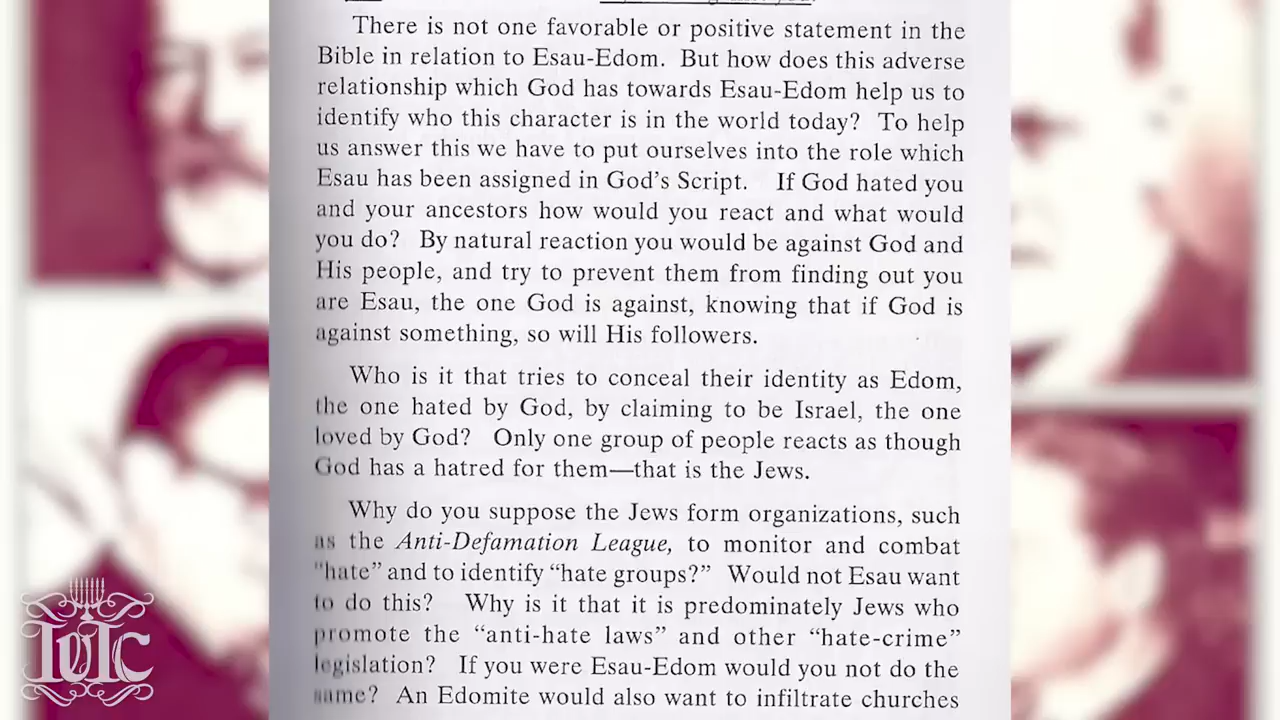 There is not one favorable or positive statement in the
Bible in relation to Esau-Edom. But how does this adverse
relationship which God has towards Esau-Edom help us to
identify who this character is in the world today? To help
us answer this we have to put ourselves into the role which
Esau has been assigned in God's Script. If God hated you
and your ancestors how would you react and what would
you do? By natural reaction you would be against God and
His people, and try to prevent them from finding out you
are Esau, the one God is against, knowing that if God is
against something, so will His followers.
Who is it that tries to conceal their identity as Edom,
the one hated by God, by claiming to be Israel, the one
loved by God? Only one group of people reacts as though
God has a hatred for them—that is the Jews.
Why do you suppose the Jews form organizations, such
as the Anti-Defamation League, to monitor and combat
"hate" and to identify "hate groups?" Would not Esau want
to do this? Why is it that it is predominately Jews who
promote the "anti-hate laws" and other "hate-crime"
legislation? If you were Esau-Edom would you not do the
same? An Edomite would also want to infiltrate churches
IUIC